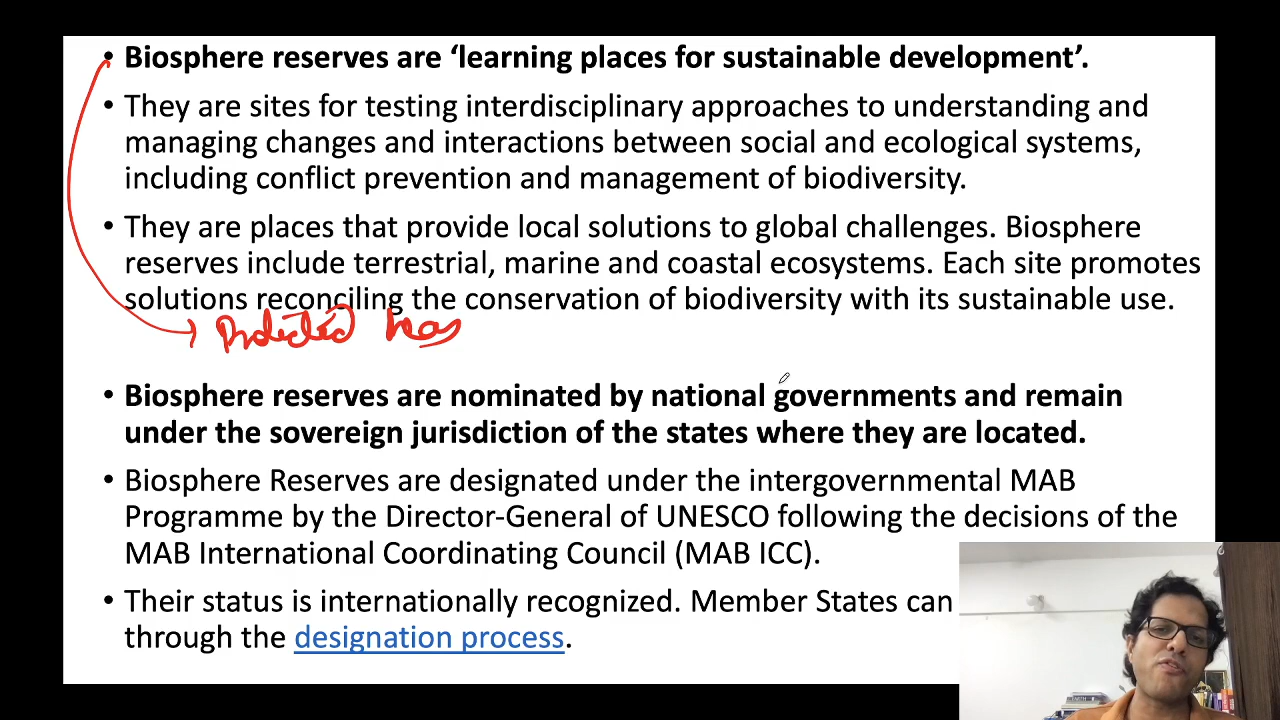 • Biosphere reserves are ‘learning places for sustainable development’.
• They are sites for testing interdisciplinary approaches to understanding and
managing changes and interactions between social and ecological systems,
including conflict prevention and management of biodiversity.
• They are places that provide local solutions to global challenges. Biosphere
reserves include terrestrial, marine and coastal ecosystems. Each site promotes
solutions reconciling the conservation of biodiversity with its sustainable use.
Protected
• Biosphere reserves are nominated by national governments and remain
under the sovereign jurisdiction of the states where they are located.
• Biosphere Reserves are designated under the intergovernmental MAB
Programme by the Director-General of UNESCO following the decisions of the
MAB International Coordinating Council (MAB ICC).
• Their status is internationally recognized. Member States can
through the designation process.